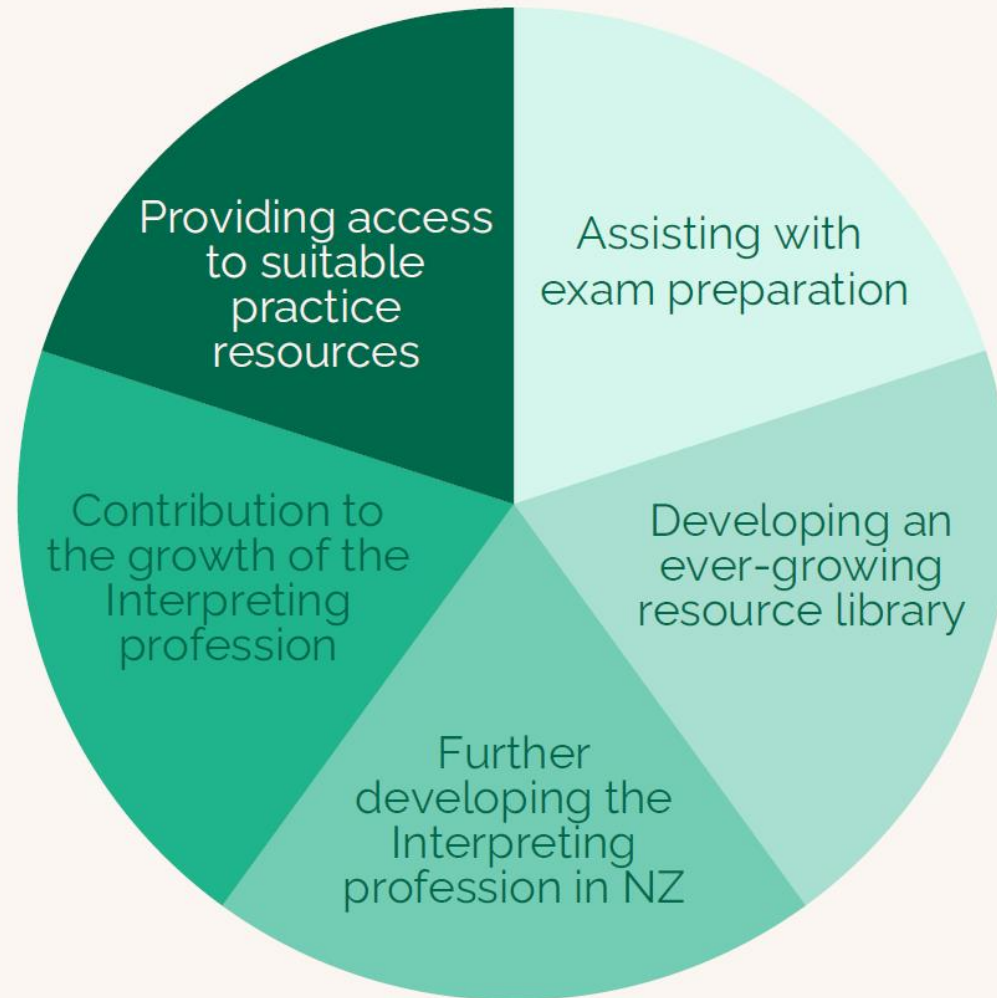 Providing access
to suitable
practice
resources
Assisting with
exam preparation
Contribution to
the growth of the
Interpreting
profession
Developing an
ever-growing
resource library
Further
developing the
Interpreting
profession in NZ